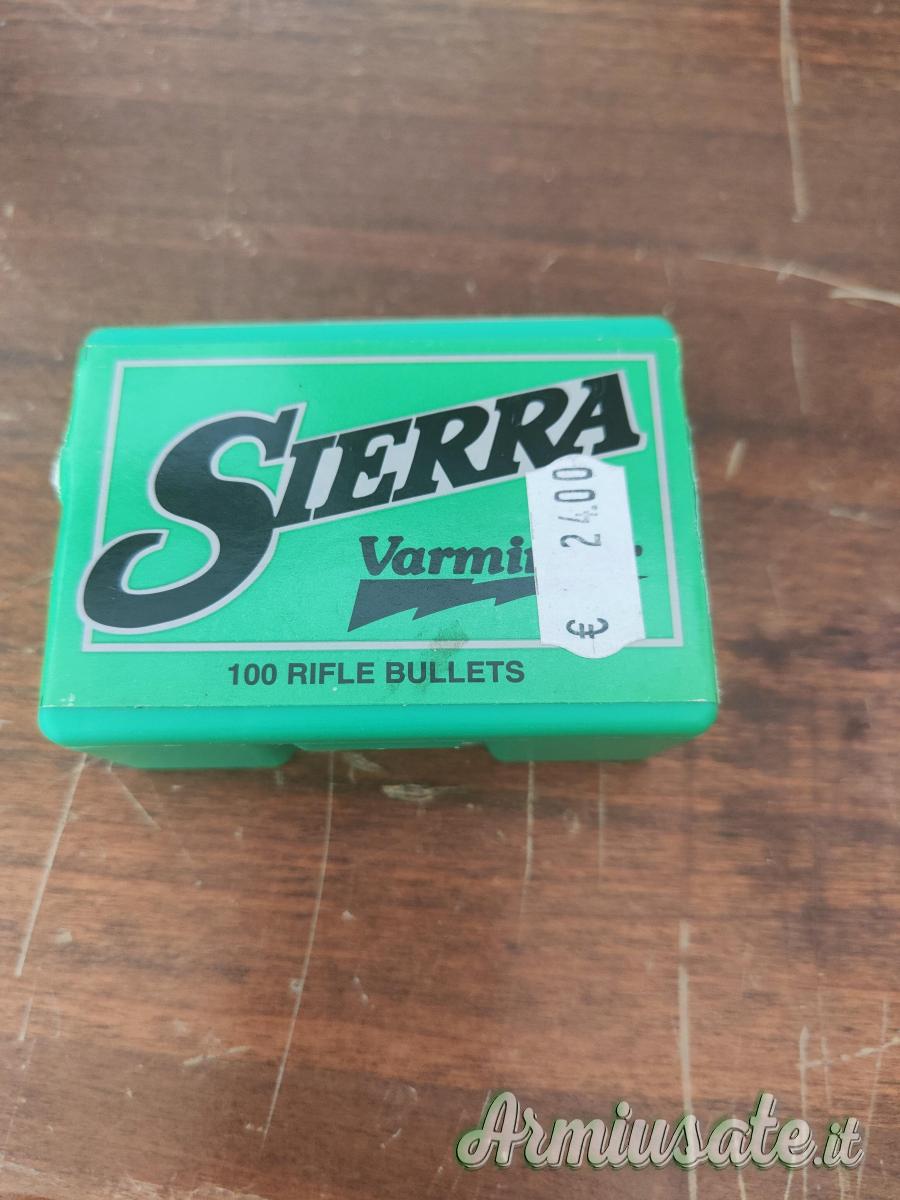 SIERRA
€ 24.00
100 RIFLE BULLETS
Armiusate.it